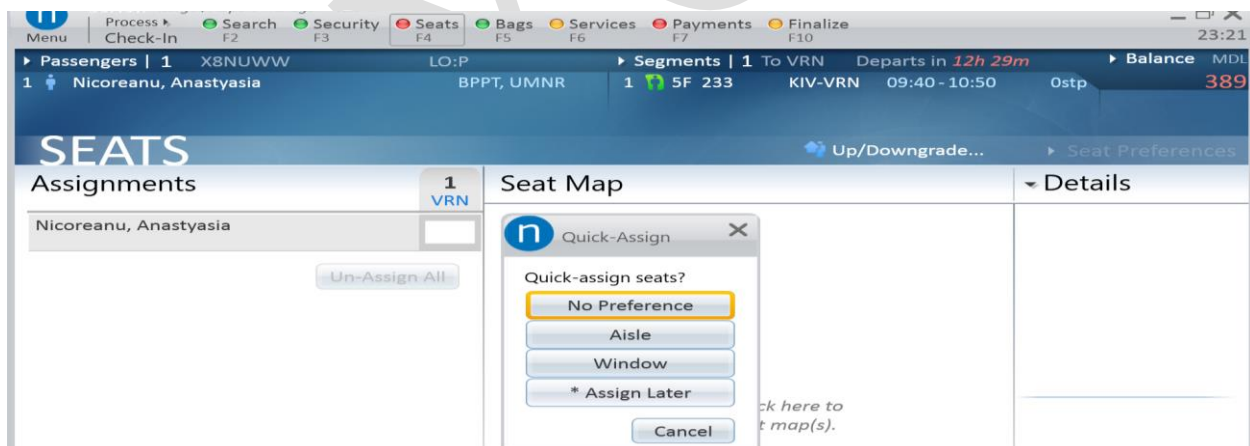 Process Search Security Seats Bags Services Payments Finalize
Menu Check-In F2 F3 F4 F5 F6 F7 F10 23:21
Passengers | 1 X8NUWW LO:P Segments | 1 To VRN Departs in 12h 29m Balance MDL
1 Nicoreanu, Anastyasia BPPT, UMNR 1 5F 233 KIV-VRN 09:40 - 10:50 0stp 389
SEATS Up/Downgrade... Seat Preferences
Assignments 1 VRN Seat Map Details
Nicoreanu, Anastyasia
Un-Assign All
n Quick-Assign
Quick-assign seats?
No Preference
Aisle
Window
* Assign Later
Cancel
here to
map(s).